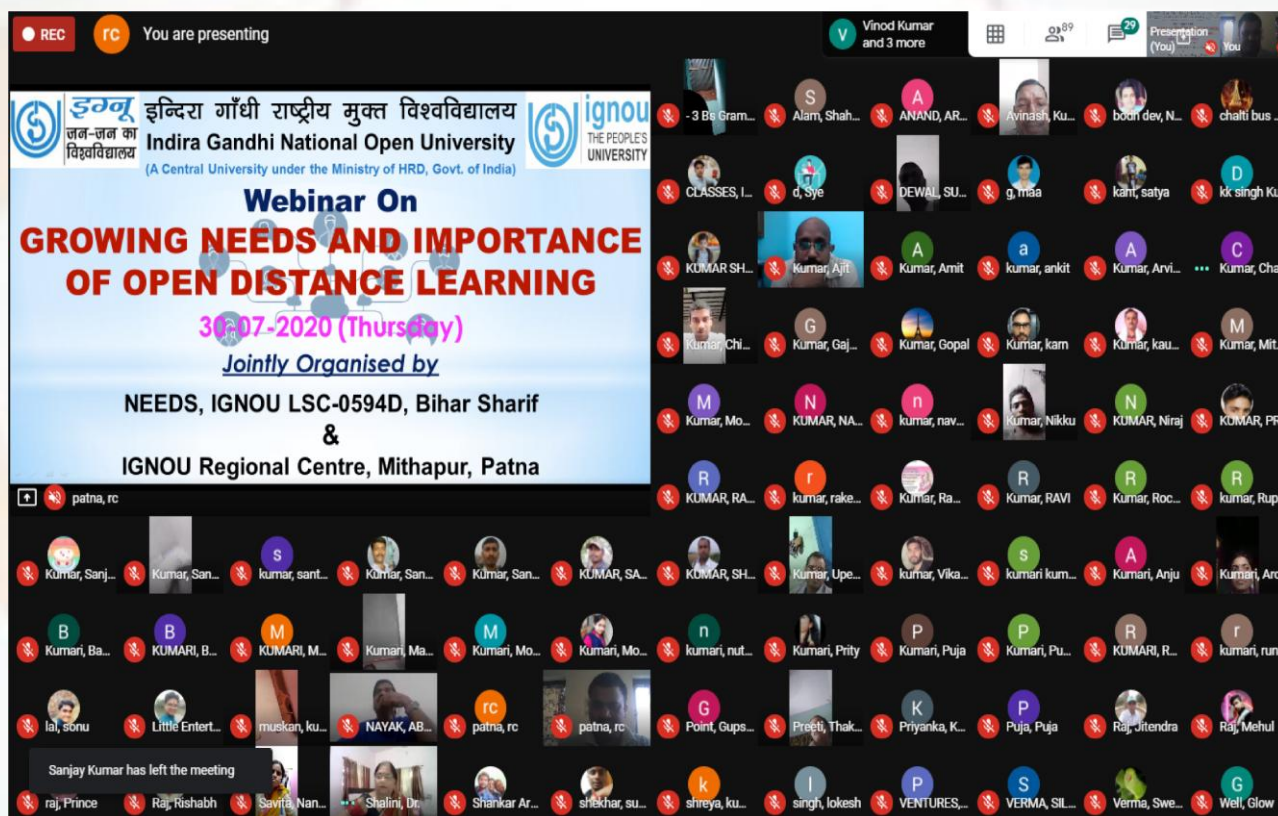 REC
rc
You are presenting
V
Vinod Kumar
and 3 more
89
29
Presentation
(You)
You
इग्नू
जन-जन का
विश्वविद्यालय
इन्दिरा गाँधी राष्ट्रीय मुक्त विश्वविद्यालय
Indira Gandhi National Open University
(A Central University under the Ministry of HRD, Govt. of India)
ignou
THE PEOPLE'S
UNIVERSITY
Webinar On
GROWING NEEDS AND IMPORTANCE
OF OPEN DISTANCE LEARNING
30-07-2020 (Thursday)
Jointly Organised by
NEEDS, IGNOU LSC-0594D, Bihar Sharif
&
IGNOU Regional Centre, Mithapur, Patna
patna, rc
S A
- 3 Bs Gram... Alam, Shah... ANAND, AR... Avinash, Ku... bodh dev, N... chalti bus ...
D
CLASSES, I... d, Sye DEWAL, SU... g, maa kant, satya kk singh Ku
A a A C
KUMAR SH... Kumar, Ajit Kumar, Amit kumar, ankit Kumar, Arvi... Kumar, Cha
G M
Kumar, Chi... Kumar, Gaj... Kumar, Gopal Kumar, karn Kumar, kau... Kumar, Mit.
M N n N
Kumar, Mo... KUMAR, NA... kumar, nav... Kumar, Nikku KUMAR, Niraj KUMAR, PR
R r R R R
KUMAR, RA... kumar, rake... Kumar, Ra... Kumar, RAVI Kumar, Roc... kumar, Rup
s s A
Kumar, Sanj... Kumar, San... kumar, sant... Kumar, San... Kumar, San... KUMAR, SA... KUMAR, SH... Kumar, Upe... kumar, Vika... kumari kum... Kumari, Anju Kumari, Arc
B B M M n P P R r
Kumari, Ba... KUMARI, B... KUMARI, M... Kumari, Ma... Kumari, Mo... Kumari, Mo... kumari, nut... Kumari, Prity Kumari, Puja Kumari, Pu... KUMARI, R... kumari, run
rc G K P
lal, sonu Little Entert... muskan, ku... NAYAK, AB... patna, rc patna, rc Point, Gups... Preeti, Thak... Priyanka, K... Puja, Puja Raj, Jitendra Raj, Mehul
Sanjay Kumar has left the meeting
k l P S G
raj, Prince Raj, Rishabh Savita, Nan... Shalini, Dr. Shankar Ar... shekhar, su... shreya, ku... singh, lokesh VENTURES,... VERMA, SIL... Verma, Swe... Well, Glow